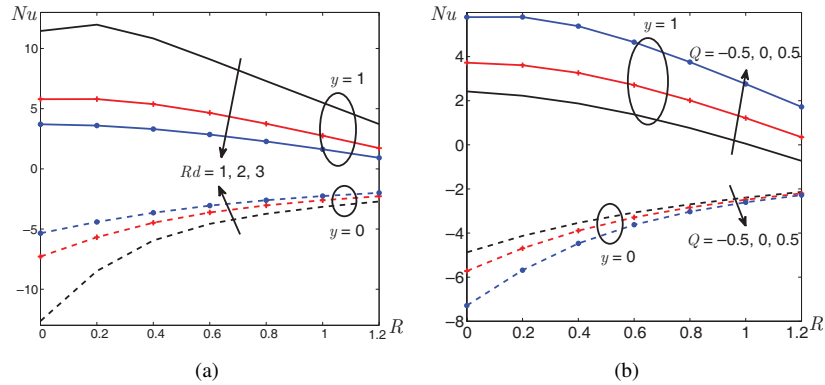 Nu
10
5
0
−5
−10
0
0.2
0.4
0.6
0.8
1
1.2
R
y = 1
Rd = 1, 2, 3
y = 0
(a)
Nu
4
2
0
−2
−4
−6
−8
0
0.2
0.4
0.6
0.8
1
1.2
R
y = 1
Q = −0.5, 0, 0.5
Q = −0.5, 0, 0.5
y = 0
(b)